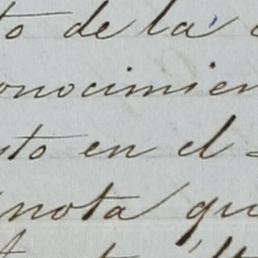 to de la
onocimien
sto en el
nota qu